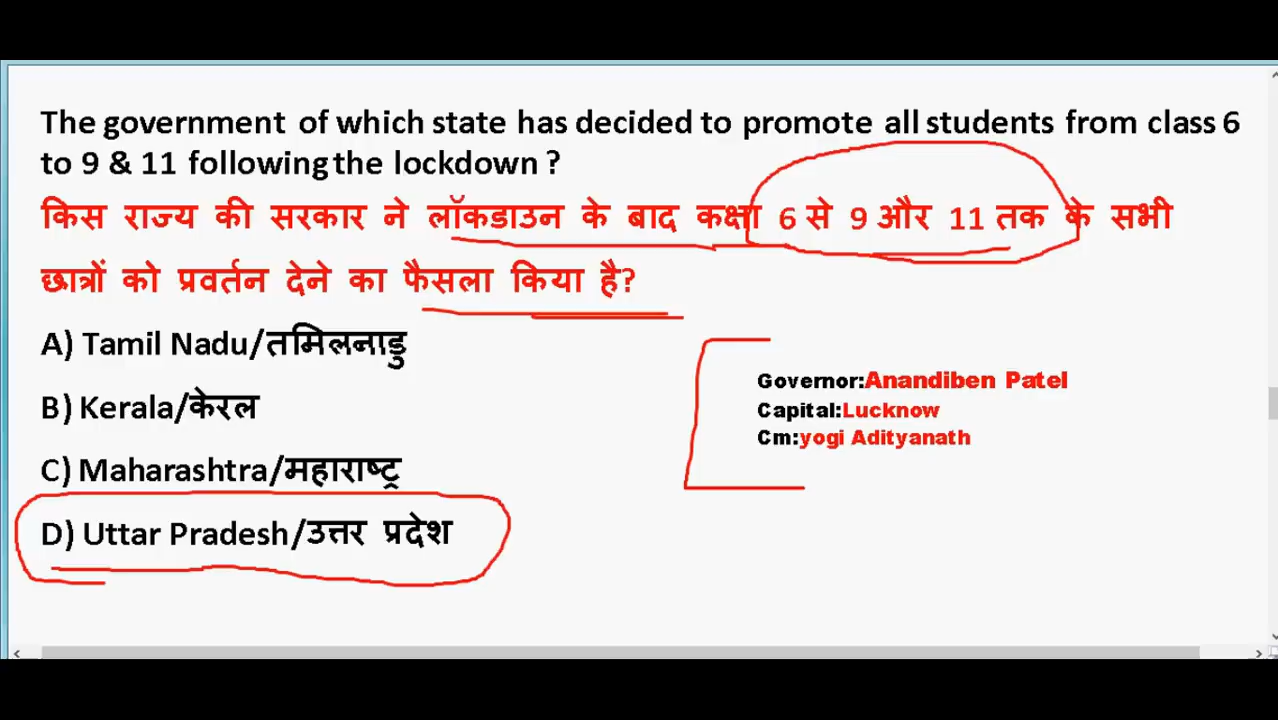 The government of which state has decided to promote all students from class 6
to 9 & 11 following the lockdown ?
किस राज्य की सरकार ने लॉकडाउन के बाद कक्षा 6 से 9 और 11 तक के सभी
छात्रों को प्रवर्तन देने का फैसला किया है?
A) Tamil Nadu/तमिलनाडु
B) Kerala/केरल
C) Maharashtra/महाराष्ट्र
D) Uttar Pradesh/उत्तर प्रदेश
Governor:Anandiben Patel
Capital:Lucknow
Cm:yogi Adityanath